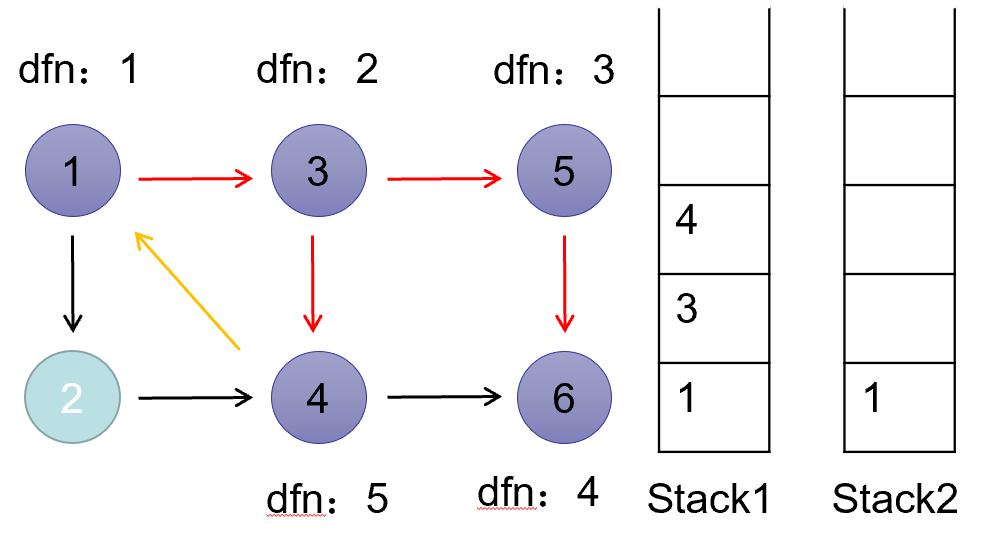 dfn：1
dfn：2
dfn：3
1
3
5
2
4
6
dfn：5
dfn：4
4
3
1
Stack1
1
Stack2